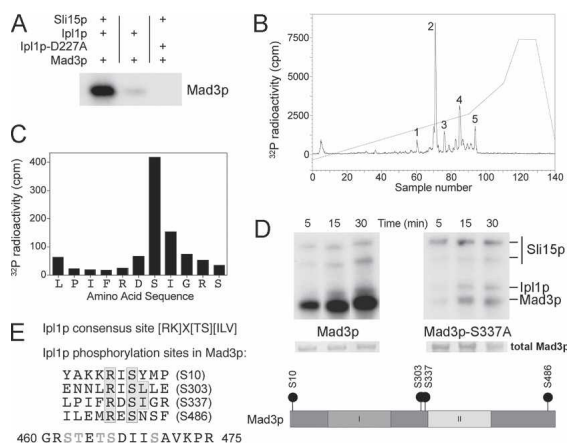 A
Sli15p + +
Ipl1p + +
Ipl1p-D227A +
Mad3p + + +
Mad3p
B
32P radioactivity (cpm)
10000
7500
5000
2500
0
1 2 3 4 5
0 20 40 60 80 100 120 140
Sample number
C
32P radioactivity (cpm)
400
300
200
100
0
L P I F R D S I G R S
Amino Acid Sequence
D
5 15 30 Time (min) 5 15 30
Sli15p
Ipl1p
Mad3p
Mad3p Mad3p-S337A
total Mad3p
E
Ipl1p consensus site [RK]X[TS][ILV]
Ipl1p phosphorylation sites in Mad3p:
YAKKRISYMP (S10)
ENNLRISLLE (S303)
LPIFRDSIGR (S337)
ILEMRESNSF (S486)
460 GRSTETSDIISAVKPR 475
S10 S303 S337 S486
Mad3p I II